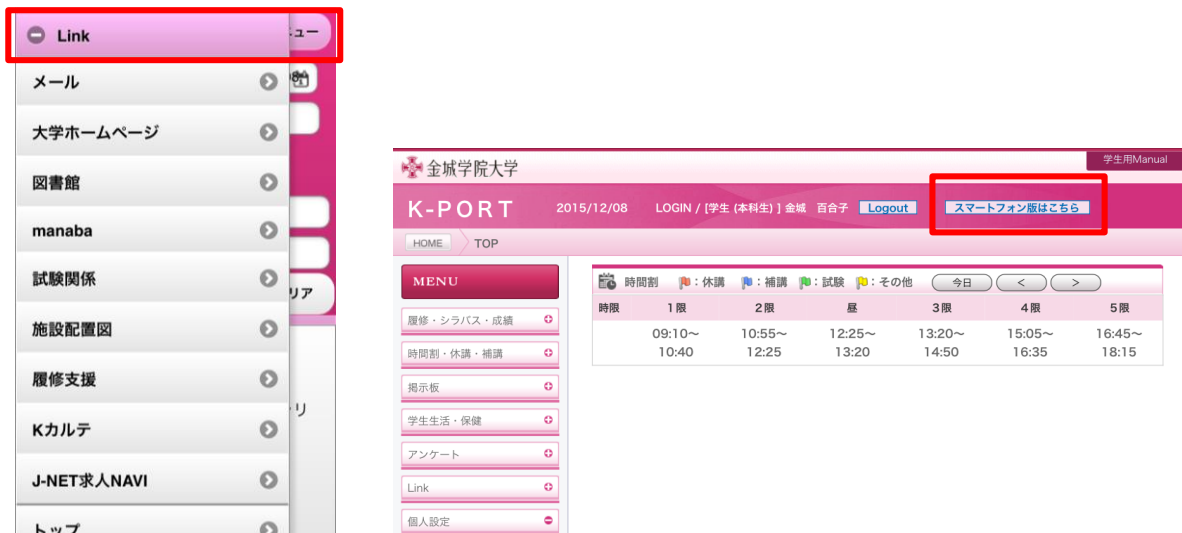 Link
ュー
メール
大学ホームページ
図書館
manaba
試験関係
リア
施設配置図
履修支援
リ
Kカルテ
J-NET求人NAVI
トップ
金城学院大学
学生用Manual
K-PORT 2015/12/08 LOGIN / [学生 (本科生) ] 金城 百合子 Logout スマートフォン版はこちら
HOME TOP
MENU
履修・シラバス・成績
時間割・休講・補講
掲示板
学生生活・保健
アンケート
Link
個人設定
時間割 :休講 :補講 :試験 :その他 今日 < >
時限 1限 2限 昼 3限 4限 5限
09:10〜 10:55〜 12:25〜 13:20〜 15:05〜 16:45〜
10:40 12:25 13:20 14:50 16:35 18:15